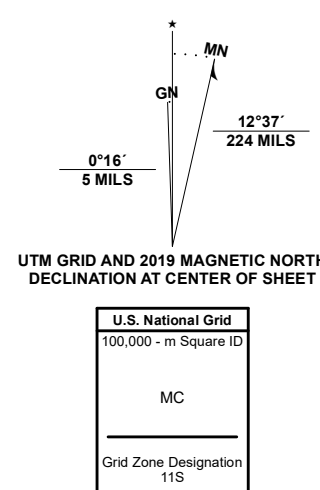 MN
GN
12°37´
224 MILS
0°16´
5 MILS
UTM GRID AND 2019 MAGNETIC NORTH
DECLINATION AT CENTER OF SHEET
U.S. National Grid
100,000 - m Square ID
MC
Grid Zone Designation
11S